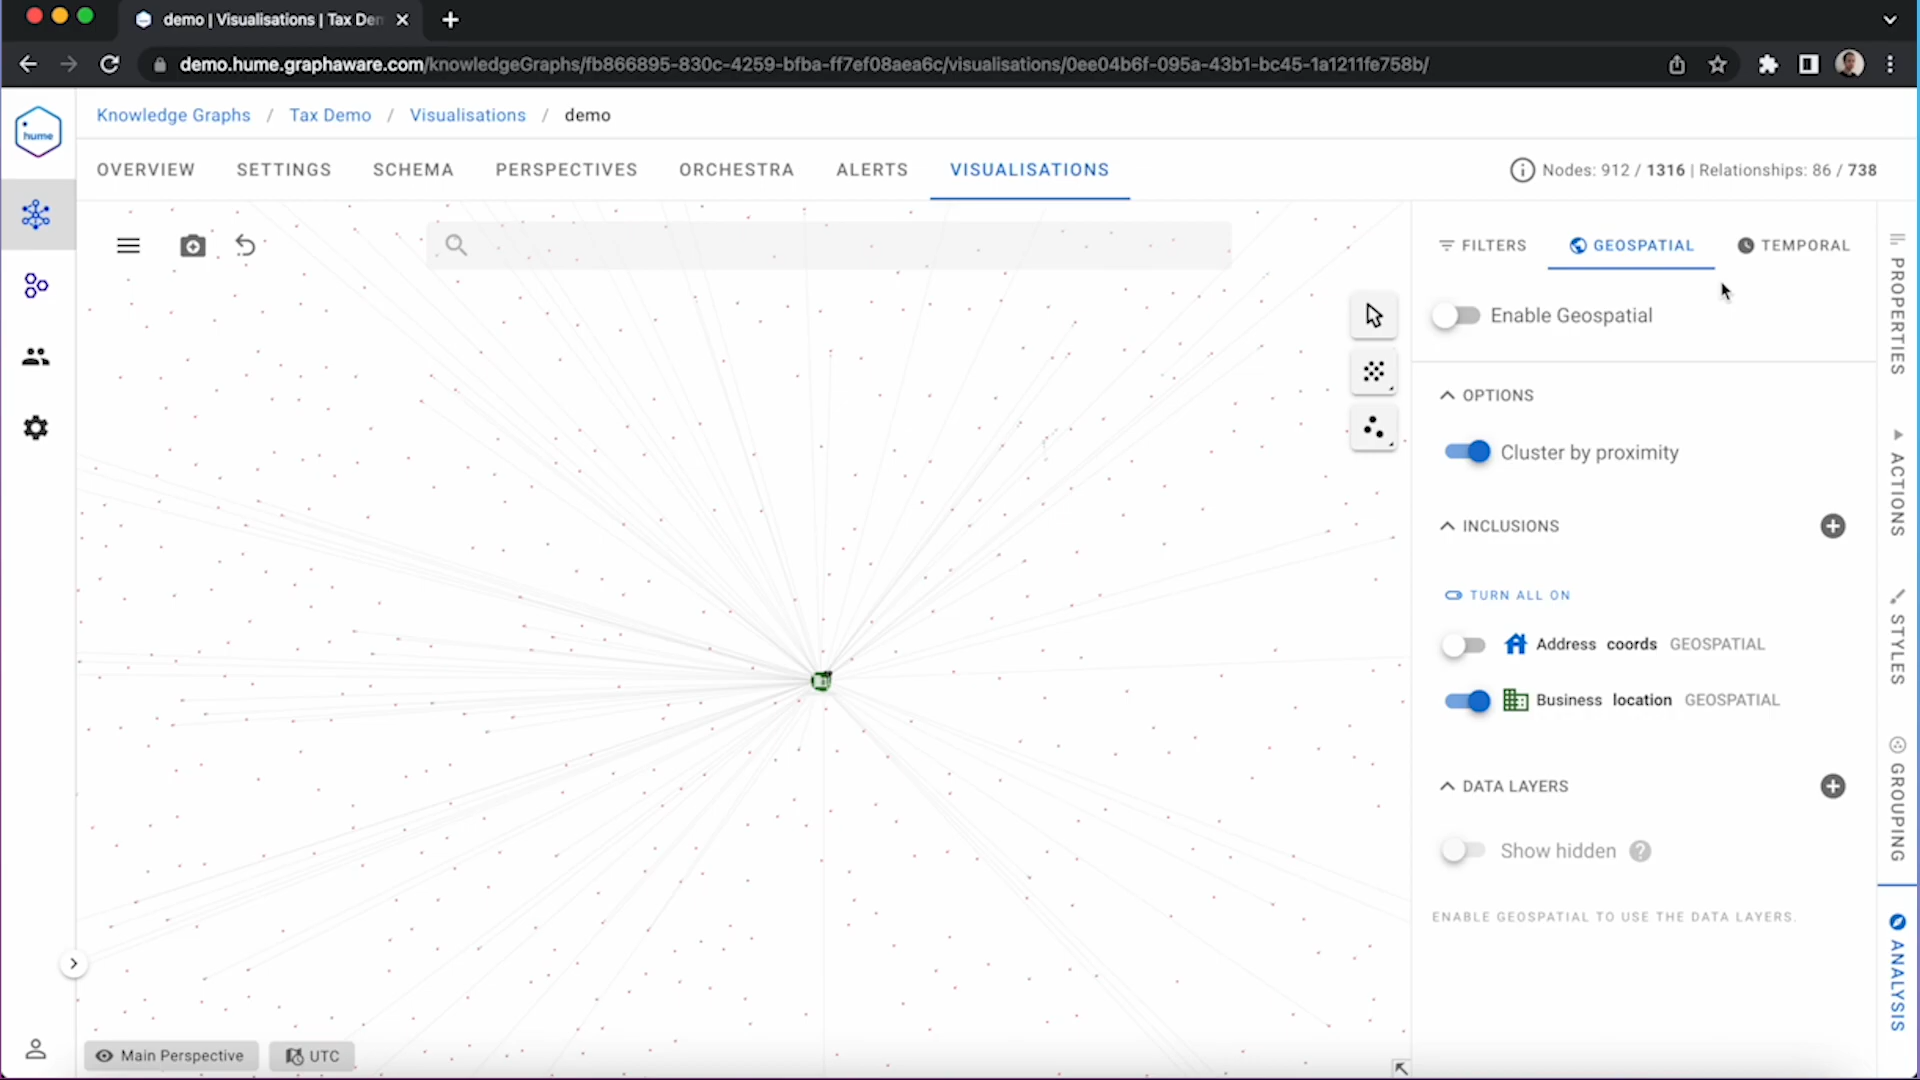 demo | Visualisations | Tax Den
demo.hume.graphaware.com/knowledgeGraphs/fb866895-830c-4259-bfba-ff7ef08aea6c/visualisations/0ee04b6f-095a-43b1-bc45-1a1211fe758b/
hume
Knowledge Graphs / Tax Demo / Visualisations / demo
OVERVIEW SETTINGS SCHEMA PERSPECTIVES ORCHESTRA ALERTS VISUALISATIONS
Nodes: 912 / 1316 | Relationships: 86 / 738
FILTERS GEOSPATIAL TEMPORAL
Enable Geospatial
OPTIONS
Cluster by proximity
INCLUSIONS
TURN ALL ON
Address coords GEOSPATIAL
Business location GEOSPATIAL
DATA LAYERS
Show hidden ?
ENABLE GEOSPATIAL TO USE THE DATA LAYERS.
PROPERTIES
ACTIONS
STYLES
GROUPING
ANALYSIS
Main Perspective
UTC